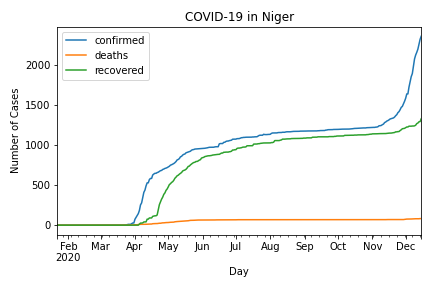 COVID-19 in Niger
confirmed
deaths
recovered
Number of Cases
2000
1500
1000
500
0
Feb Mar Apr May Jun Jul Aug Sep Oct Nov Dec
2020
Day